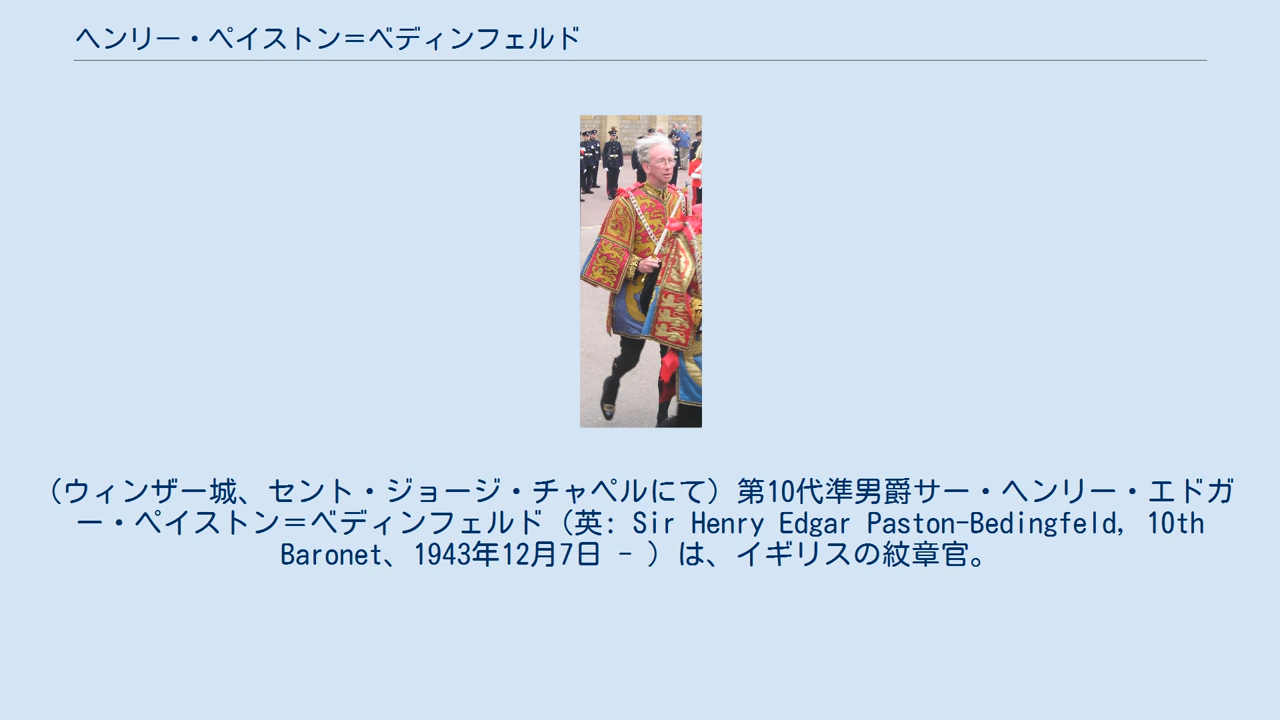 ヘンリー・ペイストン＝ベディンフェルド
（ウィンザー城、セント・ジョージ・チャペルにて）第10代準男爵サー・ヘンリー・エドガ
ー・ペイストン＝ベディンフェルド（英: Sir Henry Edgar Paston-Bedingfeld, 10th
Baronet、1943年12月7日 - ）は、イギリスの紋章官。